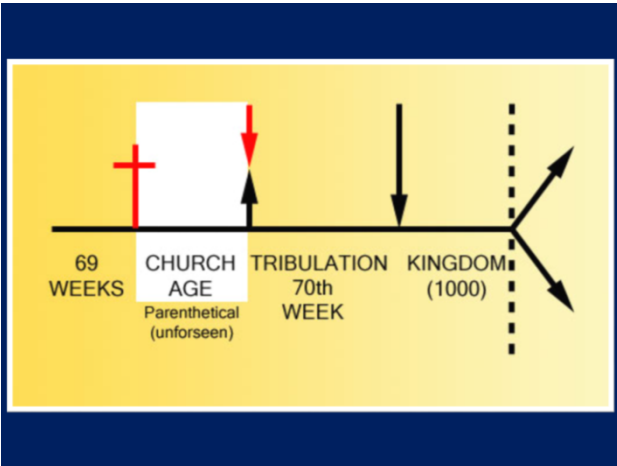 69
WEEKS
CHURCH
AGE
Parenthetical
(unforseen)
TRIBULATION
70th
WEEK
KINGDOM
(1000)